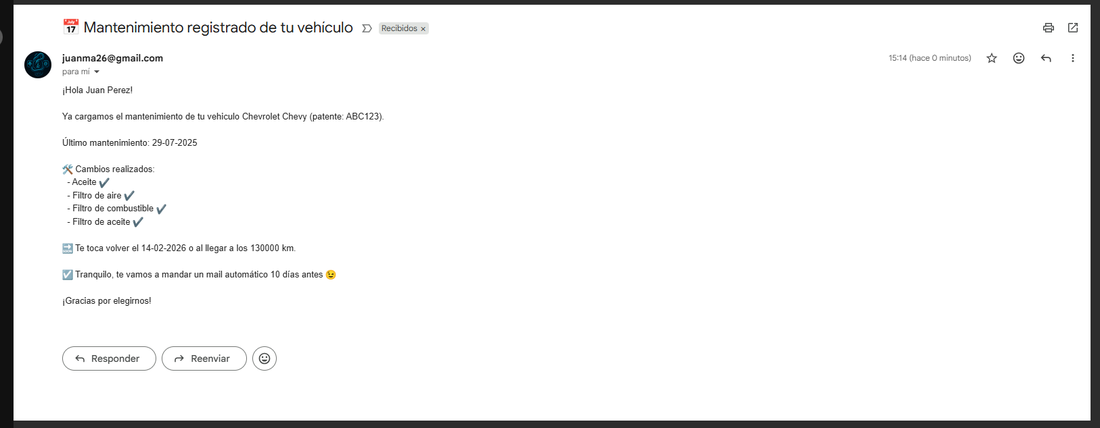 📅 Mantenimiento registrado de tu vehículo Recibidos x
juanma26@gmail.com 15:14 (hace 0 minutos)
para mí
¡Hola Juan Perez!
Ya cargamos el mantenimiento de tu vehiculo Chevrolet Chevy (patente: ABC123).
Último mantenimiento: 29-07-2025
🛠️ Cambios realizados:
- Aceite ✔️
- Filtro de aire ✔️
- Filtro de combustible ✔️
- Filtro de aceite ✔️
➡️ Te toca volver el 14-02-2026 o al llegar a los 130000 km.
☑️ Tranquilo, te vamos a mandar un mail automático 10 días antes 😉
¡Gracias por elegirnos!
Responder Reenviar